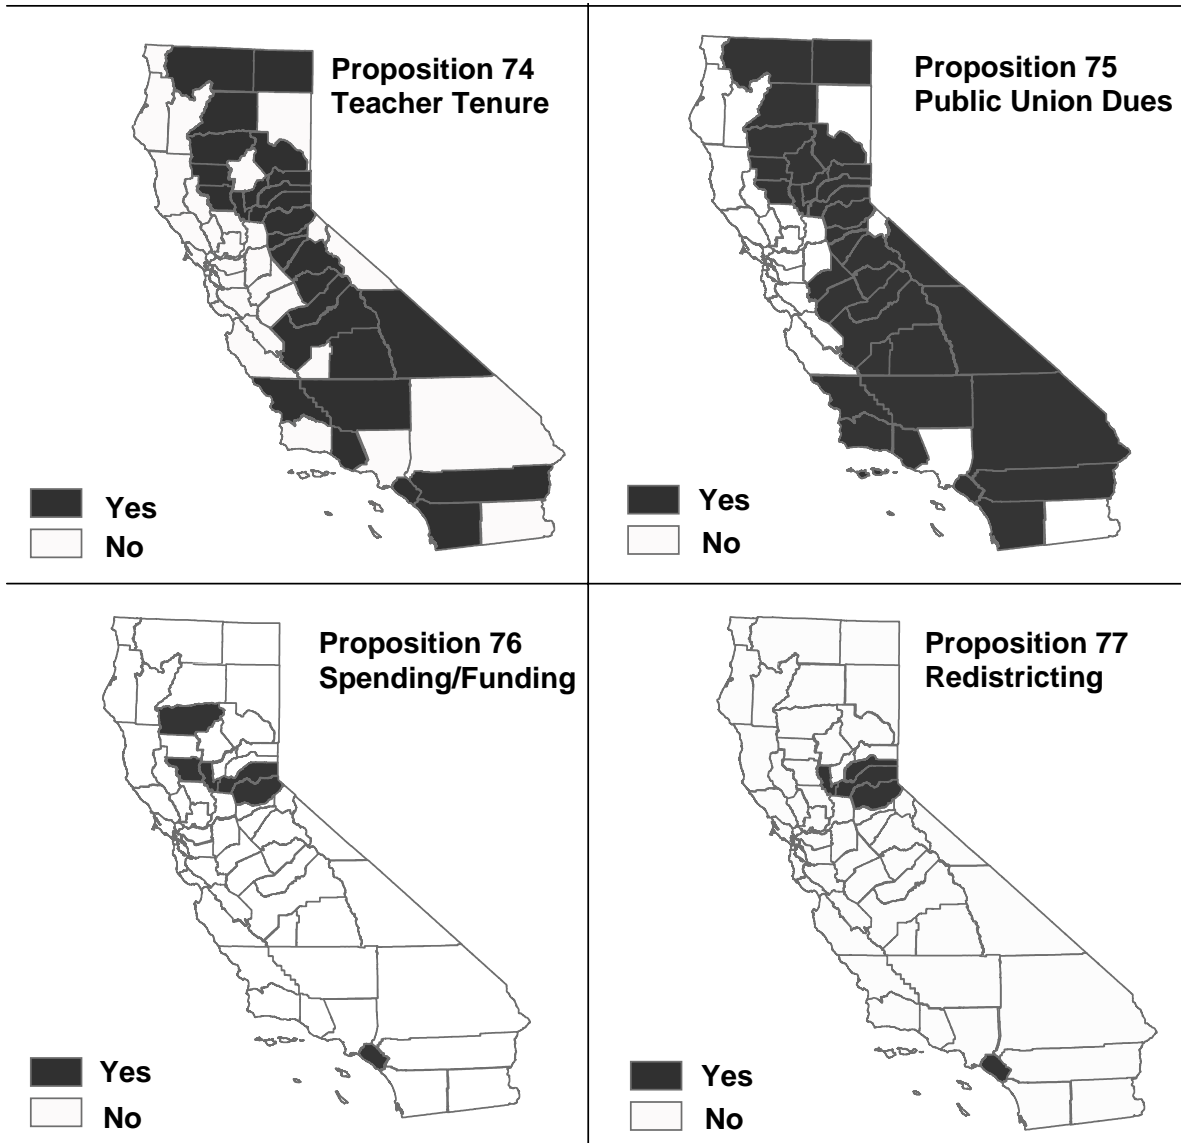 Proposition 74
Teacher Tenure
Yes
No
Proposition 75
Public Union Dues
Yes
No
Proposition 76
Spending/Funding
Yes
No
Proposition 77
Redistricting
Yes
No